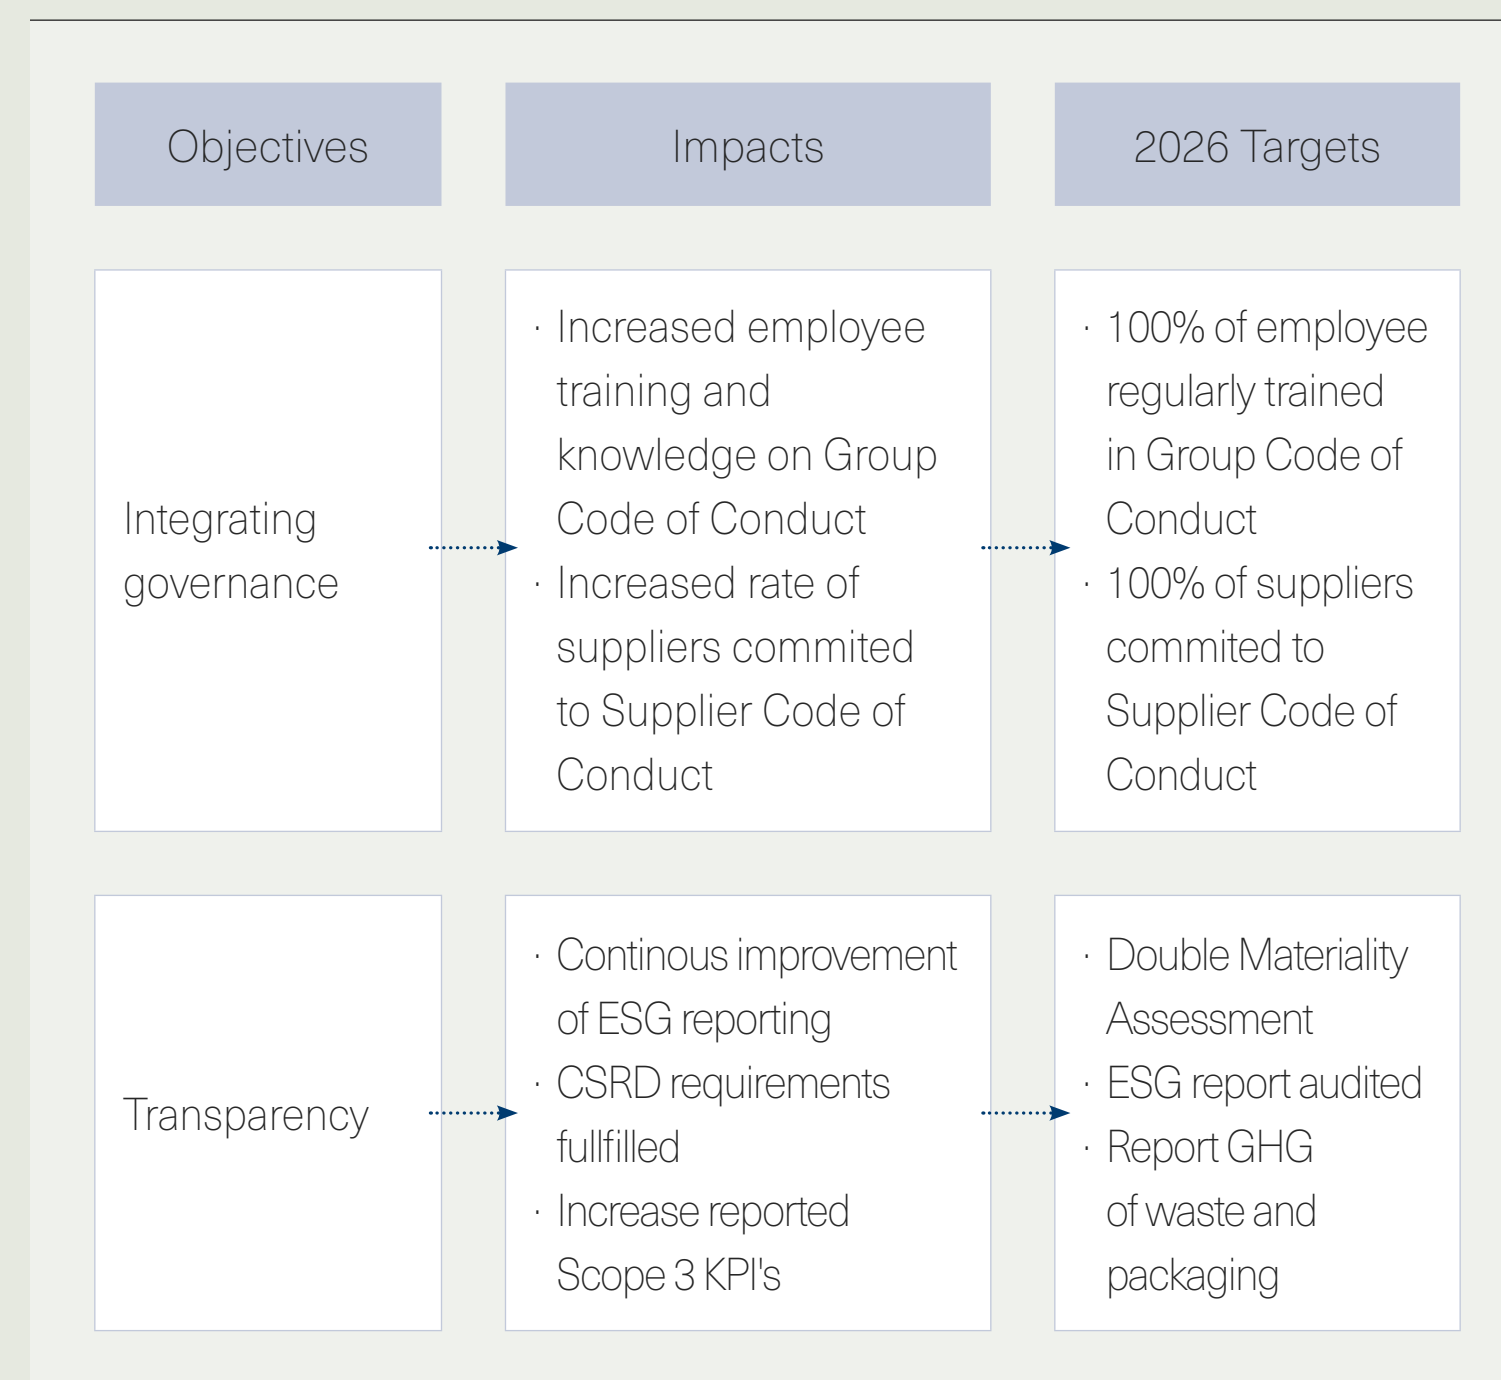 Objectives
Impacts
2026 Targets
Integrating
governance
· Increased employee
training and
knowledge on Group
Code of Conduct
· Increased rate of
suppliers commited
to Supplier Code of
Conduct
· 100% of employee
regularly trained
in Group Code of
Conduct
· 100% of suppliers
commited to
Supplier Code of
Conduct
Transparency
· Continous improvement
of ESG reporting
· CSRD requirements
fullfilled
· Increase reported
Scope 3 KPI's
· Double Materiality
Assessment
· ESG report audited
· Report GHG
of waste and
packaging